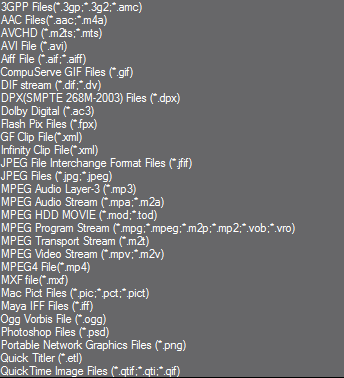 3GPP Files(*.3gp;*.3g2;*.amc)
AAC Files(*.aac;*.m4a)
AVCHD (*.m2ts;*.mts)
AVI File (*.avi)
Aiff File (*.aif;*.aiff)
CompuServe GIF Files (*.gif)
DIF stream (*.dif;*.dv)
DPX(SMPTE 268M-2003) Files (*.dpx)
Dolby Digital (*.ac3)
Flash Pix Files (*.fpx)
GF Clip File(*.xml)
Infinity Clip File(*.xml)
JPEG File Interchange Format Files (*.jfif)
JPEG Files (*.jpg;*.jpeg)
MPEG Audio Layer-3 (*.mp3)
MPEG Audio Stream (*.mpa;*.m2a)
MPEG HDD MOVIE (*.mod;*.tod)
MPEG Program Stream (*.mpg;*.mpeg;*.m2p;*.mp2;*.vob;*.vro)
MPEG Transport Stream (*.m2t)
MPEG Video Stream (*.mpv;*.m2v)
MPEG4 File(*.mp4)
MXF file(*.mxf)
Mac Pict Files (*.pic;*.pct;*.pict)
Maya IFF Files (*.iff)
Ogg Vorbis File (*.ogg)
Photoshop Files (*.psd)
Portable Network Graphics Files (*.png)
Quick Titler (*.etl)
QuickTime Image Files (*.qtif;*.qti;*.qif)